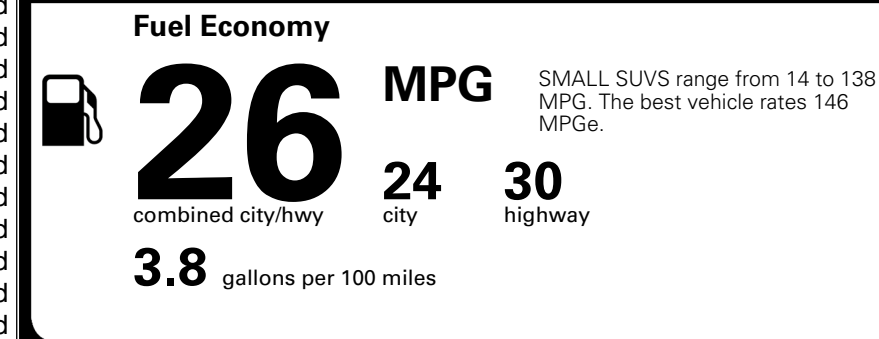 Fuel Economy
26 MPG
SMALL SUVS range from 14 to 138
MPG. The best vehicle rates 146
MPGe.
24 30
combined city/hwy city highway
3.8 gallons per 100 miles
d
d
d
d
d
d
d
d
d
d
d